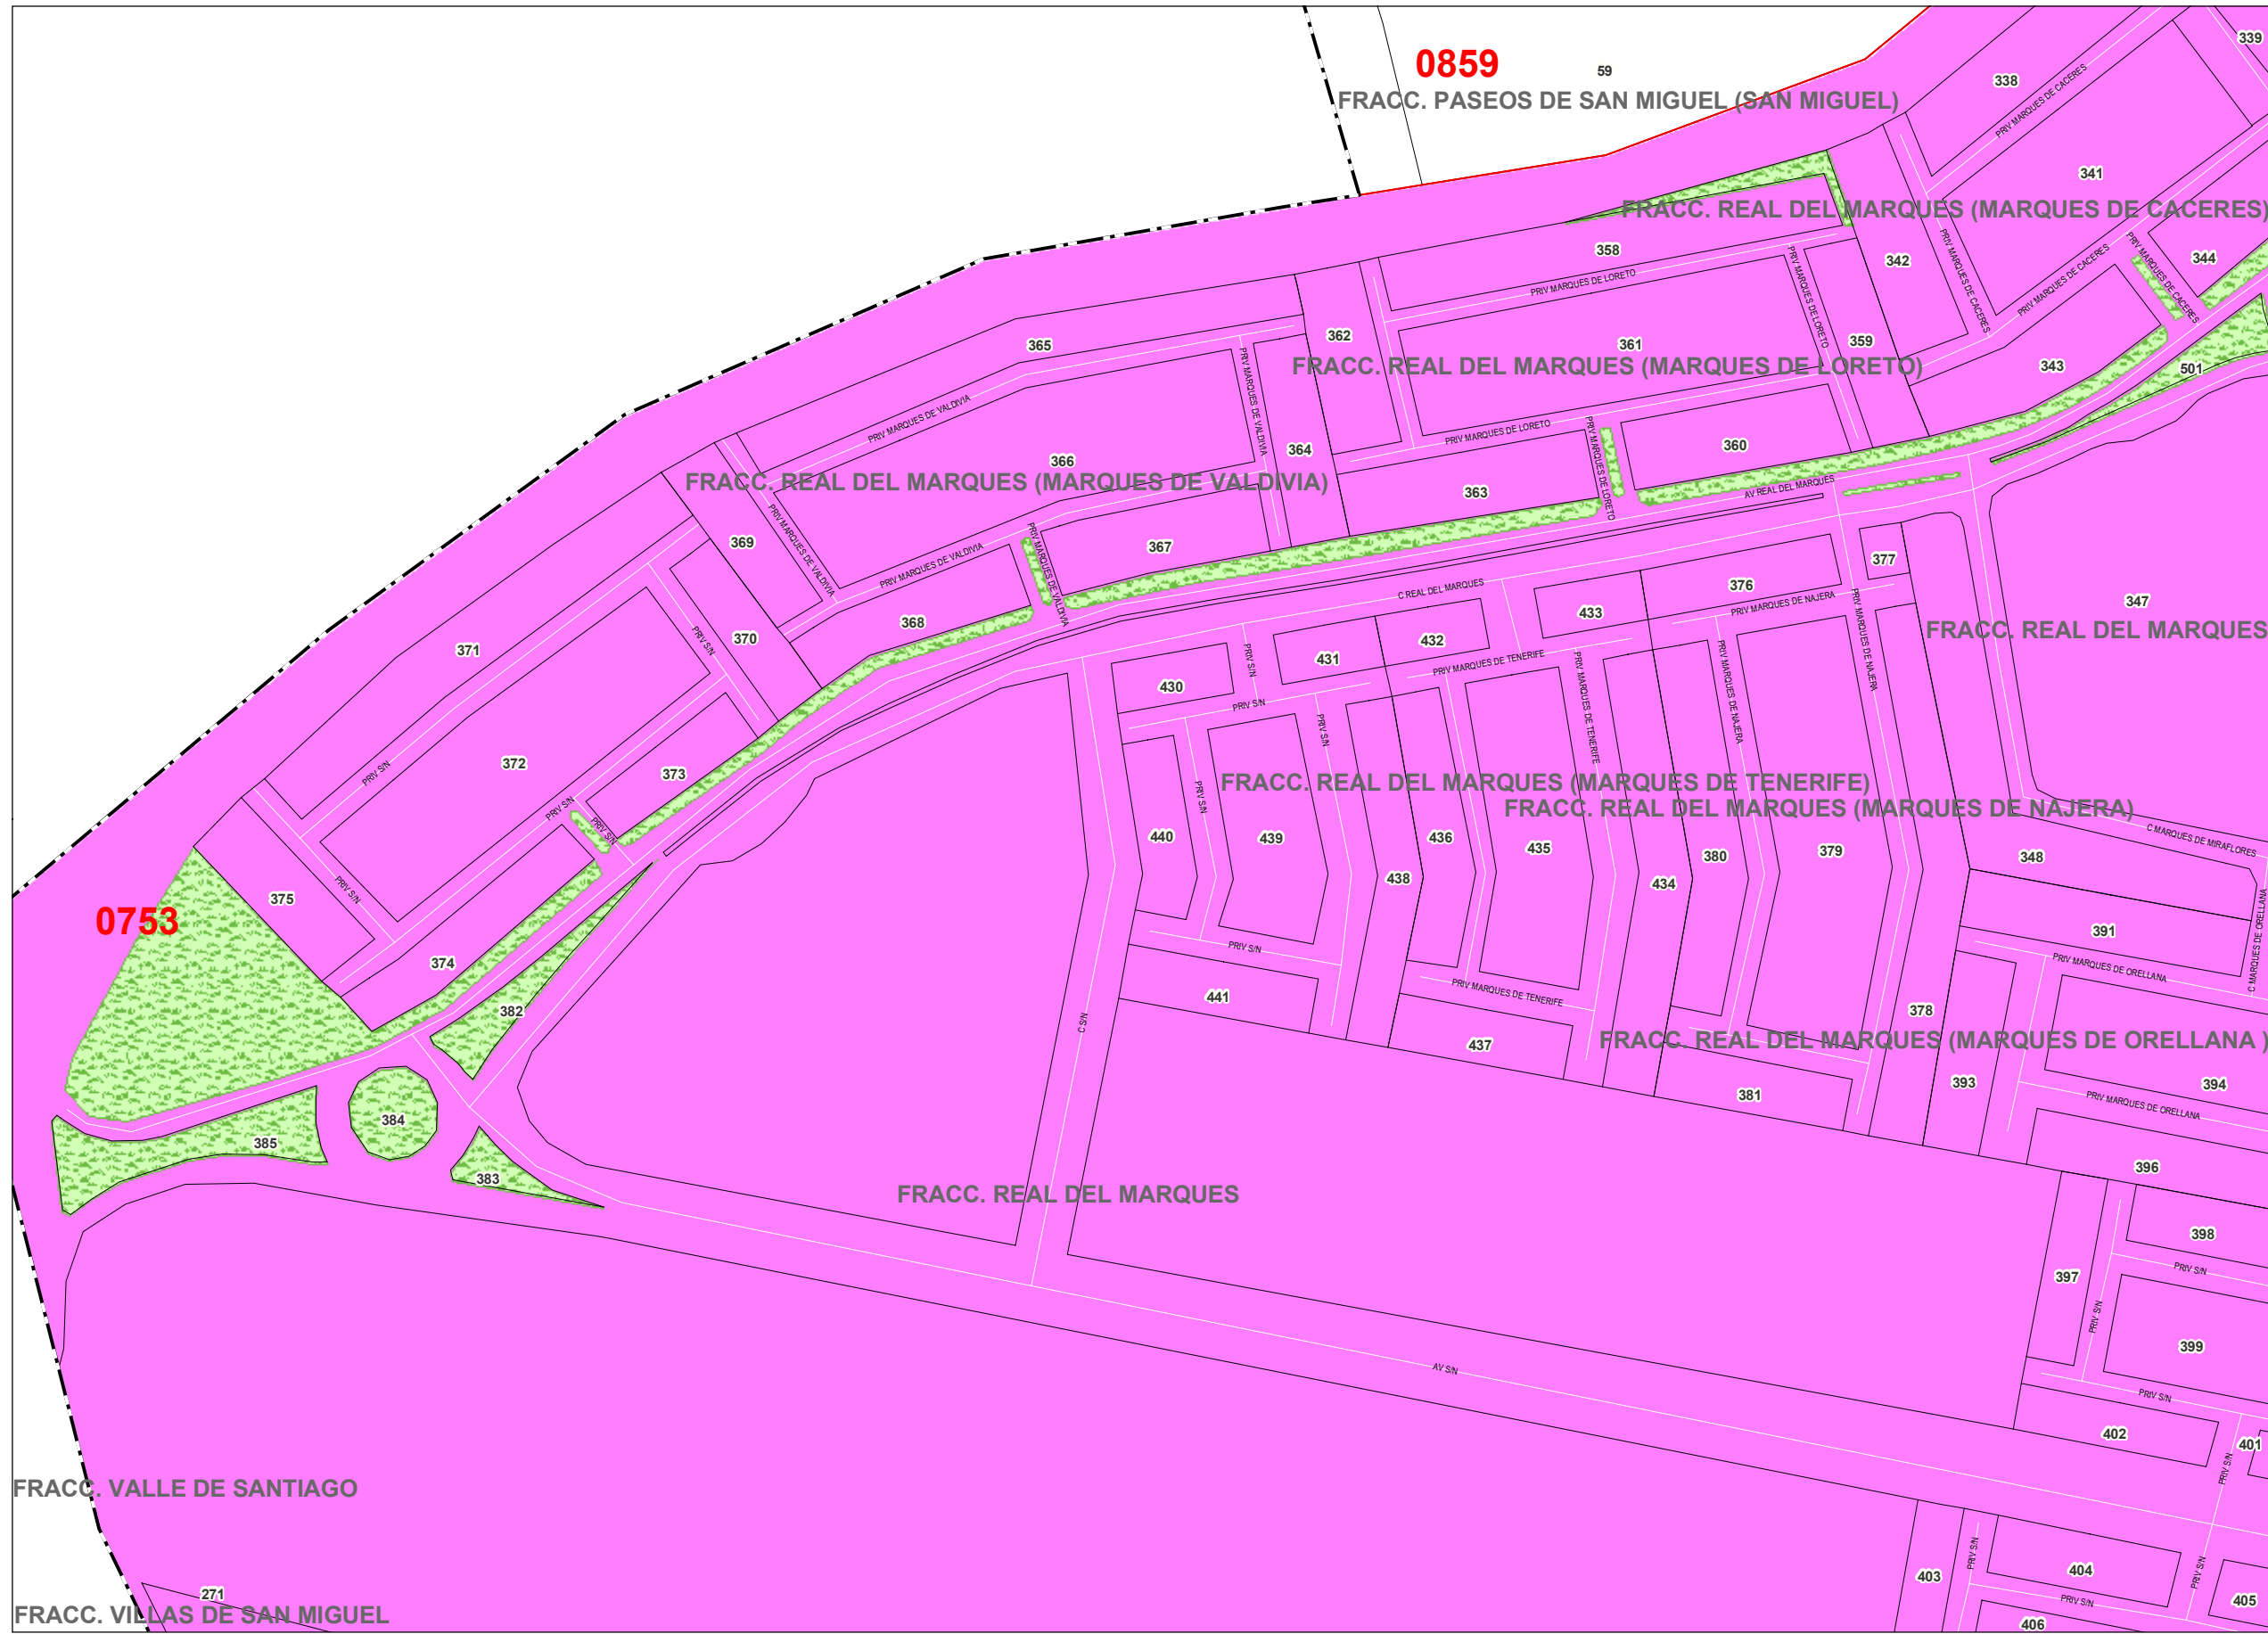 339
0859
59
338
PRIV MARQUES DE CACERES
FRACC. PASEOS DE SAN MIGUEL (SAN MIGUEL)
341
FRACC. REAL DEL MARQUES (MARQUES DE CACERES)
358
342
PRIV MARQUES DE CACERES
PRIV MARQUES DE CACERES
PRIV MARQUES DE CACERES
344
PRIV MARQUES DE LORETO
PRIV MARQUES DE LORETO
365
362
361
359
343
501
FRACC. REAL DEL MARQUES (MARQUES DE LORETO)
PRIV MARQUES DE VALDIVIA
PRIV MARQUES DE VALDIVIA
364
PRIV MARQUES DE LORETO
PRIV MARQUES DE LORETO
360
366
FRACC. REAL DEL MARQUES (MARQUES DE VALDIVIA)
363
AV REAL DEL MARQUES
369
PRIV MARQUES DE VALDIVIA
PRIV MARQUES DE VALDIVIA
PRIV MARQUES DE VALDIVIA
367
377
C REAL DEL MARQUES
376
433
PRIV MARQUES DE NAJERA
PRIV MARQUES DE NAJERA
347
FRACC. REAL DEL MARQUES
371
PRIV S/N
370
368
432
431
430
PRIV S/N
PRIV MARQUES DE TENERIFE
PRIV MARQUES DE TENERIFE
PRIV MARQUES DE NAJERA
PRIV S/N
PRIV S/N
372
PRIV S/N
373
PRIV S/N
PRIV S/N
PRIV S/N
FRACC. REAL DEL MARQUES (MARQUES DE TENERIFE)
FRACC. REAL DEL MARQUES (MARQUES DE NAJERA)
440
439
436
435
438
434
380
379
348
C MARQUES DE MIRAFLORES
C MARQUES DE ORELLANA
375
PRIV S/N
0753
374
382
PRIV S/N
391
PRIV MARQUES DE ORELLANA
441
PRIV MARQUES DE TENERIFE
C S/N
437
378
FRACC. REAL DEL MARQUES (MARQUES DE ORELLANA )
393
394
381
PRIV MARQUES DE ORELLANA
384
385
383
396
FRACC. REAL DEL MARQUES
398
397
PRIV S/N
PRIV S/N
399
AV S/N
PRIV S/N
402
401
PRIV S/N
FRACC. VALLE DE SANTIAGO
403
PRIV S/N
404
PRIV S/N
405
PRIV S/N
406
271
FRACC. VILLAS DE SAN MIGUEL